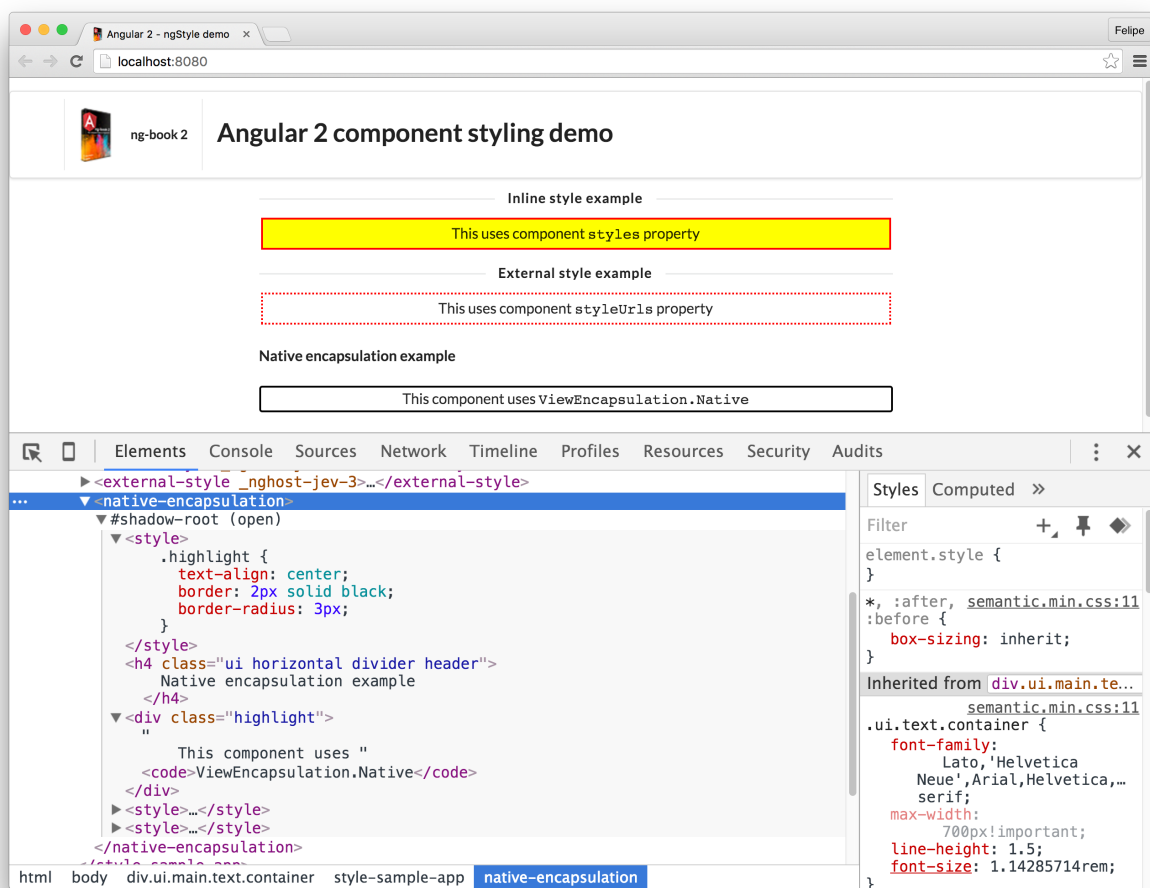 Angular 2 - ngStyle demo
Felipe
localhost:8080
ng-book 2
Angular 2 component styling demo
Inline style example
This uses component styles property
External style example
This uses component styleUrls property
Native encapsulation example
This component uses ViewEncapsulation.Native
Elements Console Sources Network Timeline Profiles Resources Security Audits
<external-style _nghost-jev-3>…</external-style>
<native-encapsulation>
#shadow-root (open)
<style>
.highlight {
text-align: center;
border: 2px solid black;
border-radius: 3px;
}
</style>
<h4 class="ui horizontal divider header">
Native encapsulation example
</h4>
<div class="highlight">
"
This component uses "
<code>ViewEncapsulation.Native</code>
</div>
<style>…</style>
<style>…</style>
</native-encapsulation>
</style-sample-app>
html body div.ui.main.text.container style-sample-app native-encapsulation
Styles Computed »
Filter
element.style {
}
*, :after, semantic.min.css:11
:before {
box-sizing: inherit;
}
Inherited from div.ui.main.te…
semantic.min.css:11
.ui.text.container {
font-family:
Lato,'Helvetica
Neue',Arial,Helvetica,…
serif;
max-width:
700px!important;
line-height: 1.5;
font-size: 1.14285714rem;
}